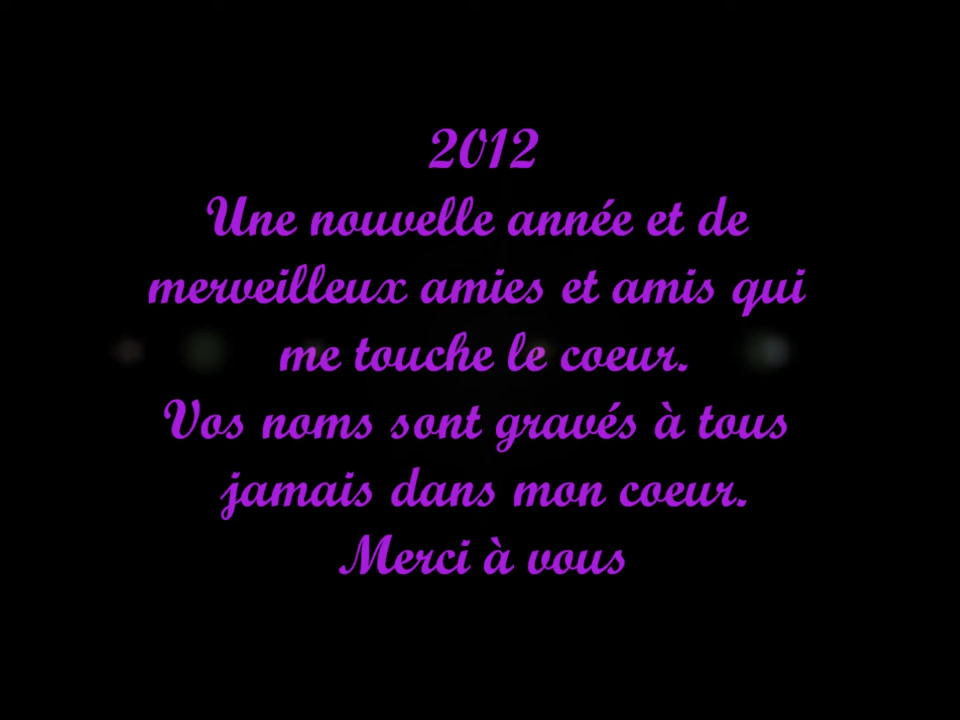 2012
Une nouvelle année et de
merveilleux amies et amis qui
me touche le coeur.
Vos noms sont gravés à tous
jamais dans mon coeur.
Merci à vous